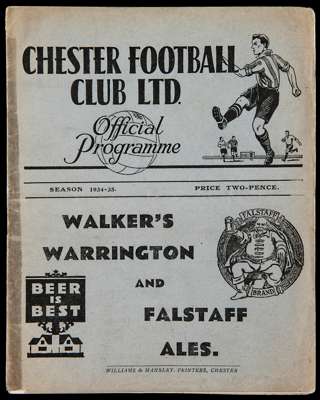 CHESTER FOOTBALL
CLUB LTD.
Official
Programme
SEASON 1934-35.
PRICE TWO-PENCE.
WALKER'S
WARRINGTON
AND
FALSTAFF
ALES.
FALSTAFF
BRAND
BEER
IS
BEST
WILLIAMS & MANSLEY, PRINTERS, CHESTER